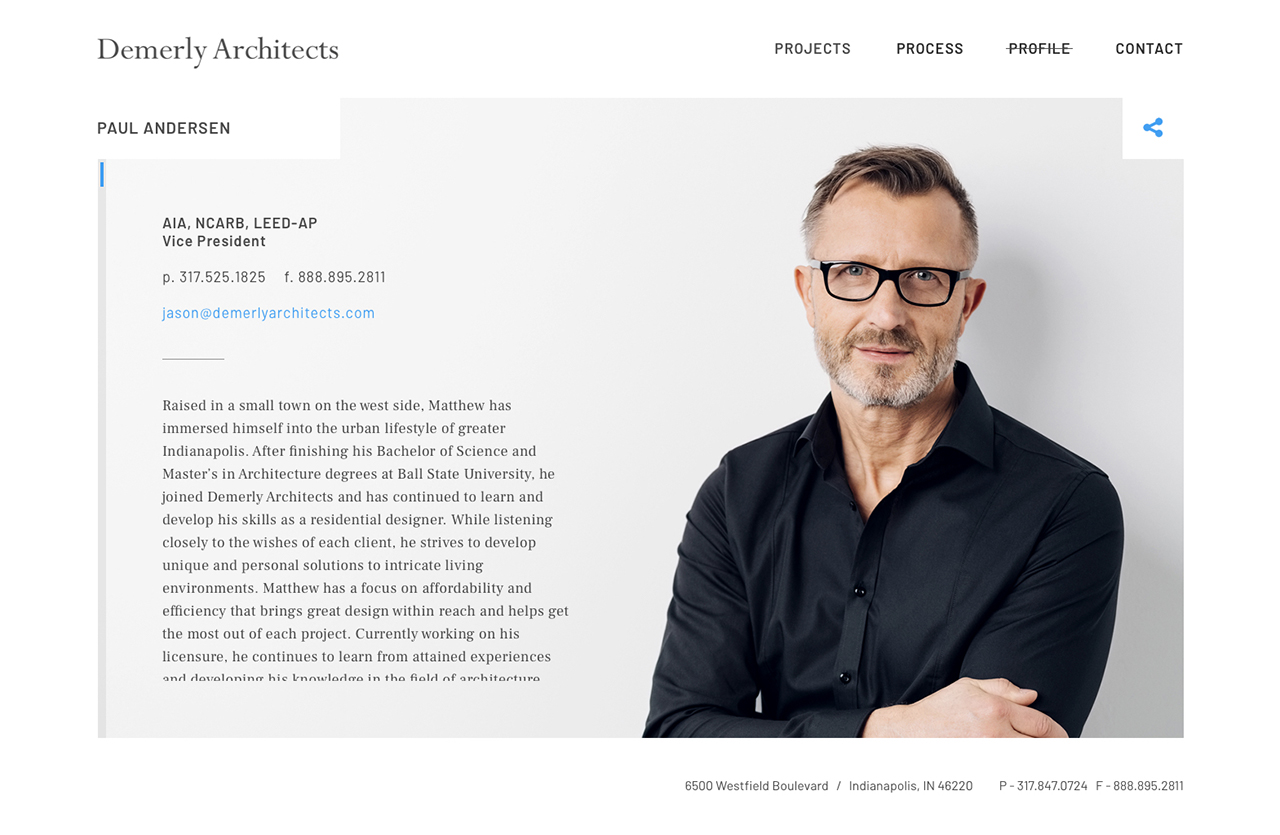 Demerly Architects
PROJECTS PROCESS PROFILE CONTACT
PAUL ANDERSEN
AIA, NCARB, LEED-AP
Vice President
p. 317.525.1825 f. 888.895.2811
jason@demerlyarchitects.com
Raised in a small town on the west side, Matthew has
immersed himself into the urban lifestyle of greater
Indianapolis. After finishing his Bachelor of Science and
Master's in Architecture degrees at Ball State University, he
joined Demerly Architects and has continued to learn and
develop his skills as a residential designer. While listening
closely to the wishes of each client, he strives to develop
unique and personal solutions to intricate living
environments. Matthew has a focus on affordability and
efficiency that brings great design within reach and helps get
the most out of each project. Currently working on his
licensure, he continues to learn from attained experiences
and developing his knowledge in the field of architecture
6500 Westfield Boulevard / Indianapolis, IN 46220 P - 317.847.0724 F - 888.895.2811